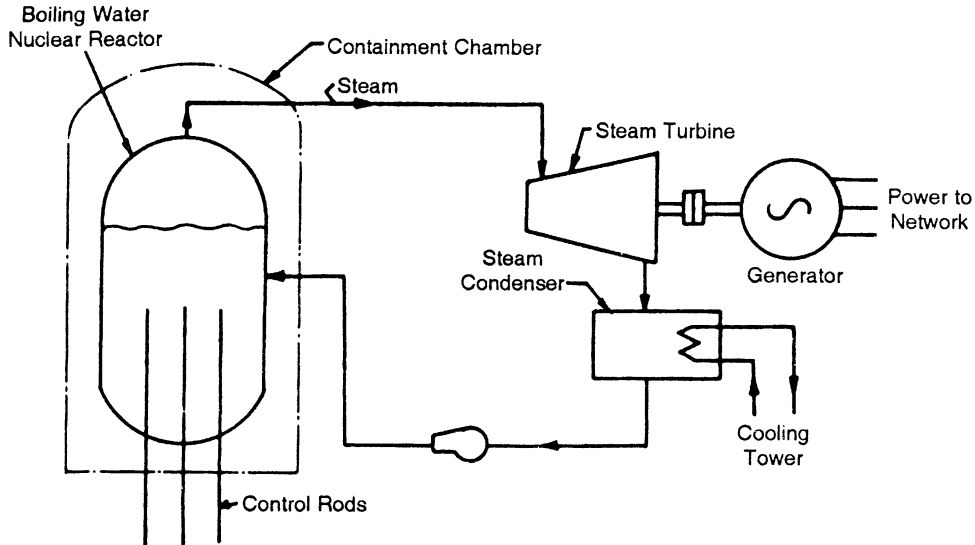 Boiling Water
Nuclear Reactor
Containment Chamber
Steam
Steam Turbine
Power to
Network
Generator
Steam
Condenser
Cooling
Tower
Control Rods